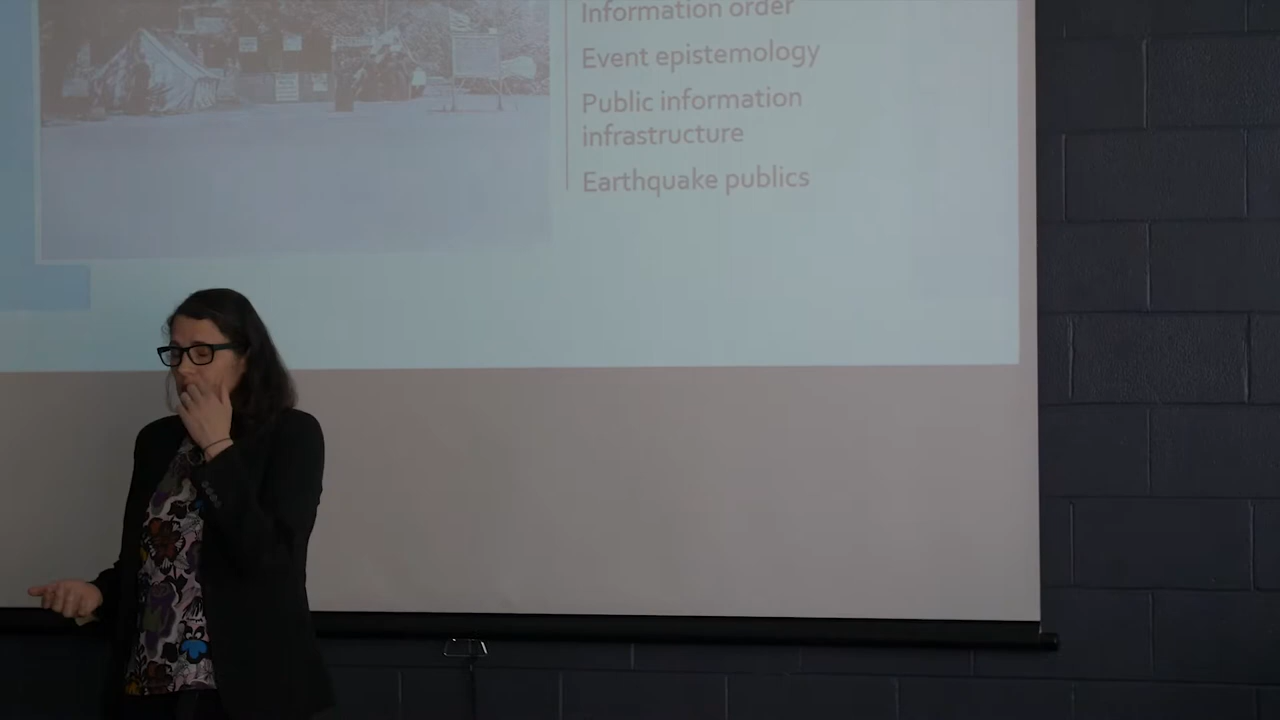 Information order
Event epistemology
Public information
infrastructure
Earthquake publics